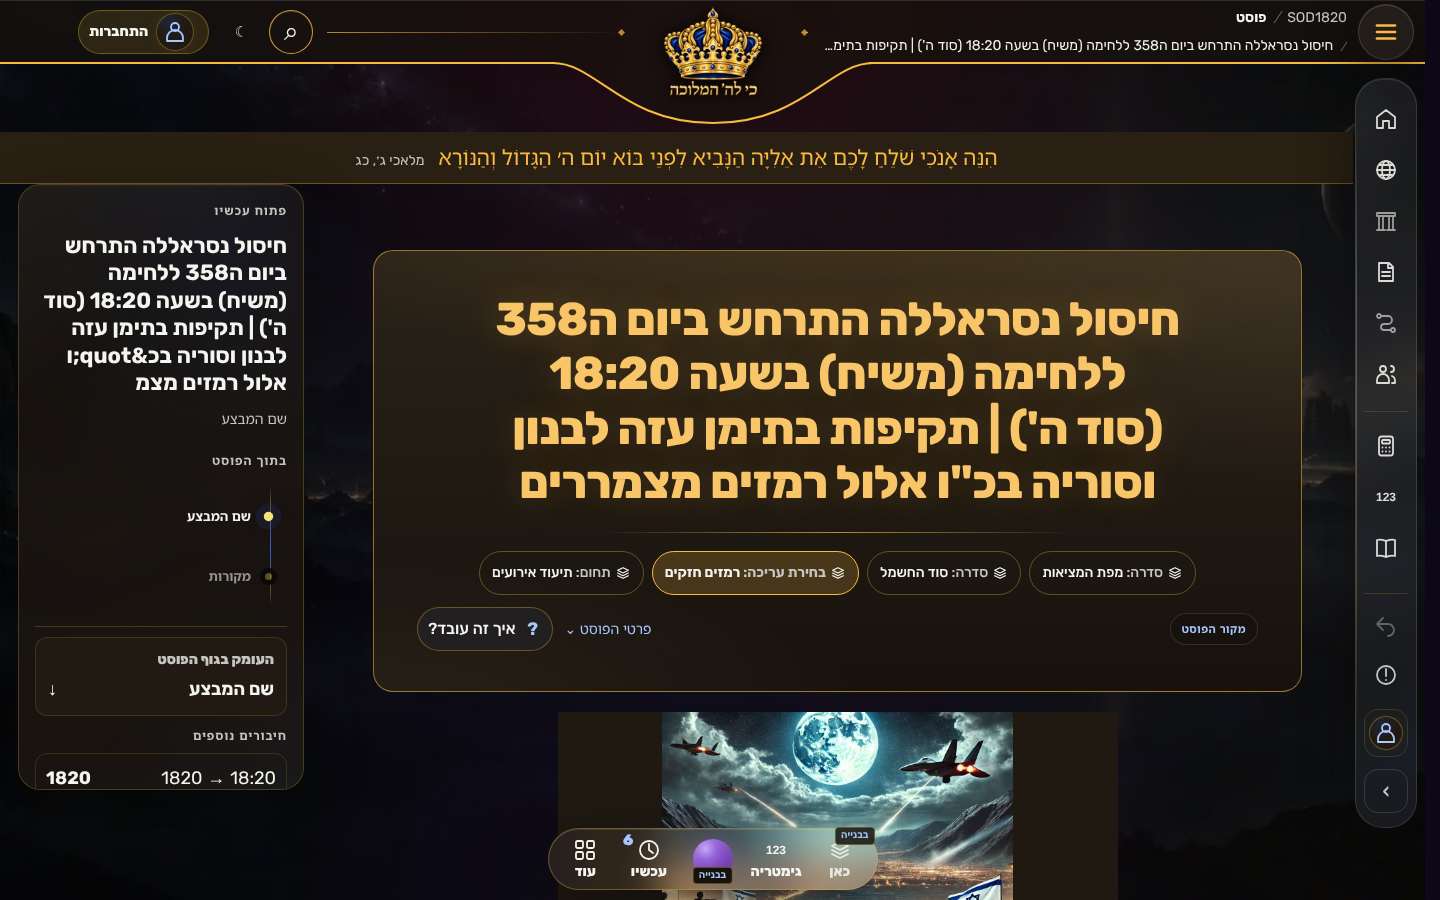 SOD1820 / פוסט
/ חיסול נסראללה התרחש ביום ה358 ללחימה (משיח) בשעה 18:20 (סוד ה') | תקיפות בתימ...
התחברות
כי לה' המלוכה
הִנֵּה אָנֹכִי שֹׁלֵחַ לָכֶם אֵת אֵלִיָּה הַנָּבִיא לִפְנֵי בּוֹא יוֹם ה' הַגָּדוֹל וְהַנּוֹרָא מלאכי ג׳, כג
חיסול נסראללה התרחש ביום ה358
ללחימה (משיח) בשעה 18:20
(סוד ה') | תקיפות בתימן עזה לבנון
וסוריה בכ"ו אלול רמזים מצמררים
סדרה: מפת המציאות
סדרה: סוד החשמל
בחירת עריכה: רמזים חזקים
תחום: תיעוד אירועים
מקור הפוסט
פרטי הפוסט
? איך זה עובד?
פתוח עכשיו
חיסול נסראללה התרחש
ביום ה358 ללחימה
(משיח) בשעה 18:20 (סוד
ה') | תקיפות בתימן עזה
לבנון וסוריה בכ&quot;ו
אלול רמזים מצמ
שם המבצע
בתוך הפוסט
שם המבצע
מקורות
העומק בגוף הפוסט
שם המבצע ↓
חיבורים נוספים
18:20 → 1820 1820
123
בבנייה
כאן
123
גימטריה
בבנייה
6
עכשיו
עוד